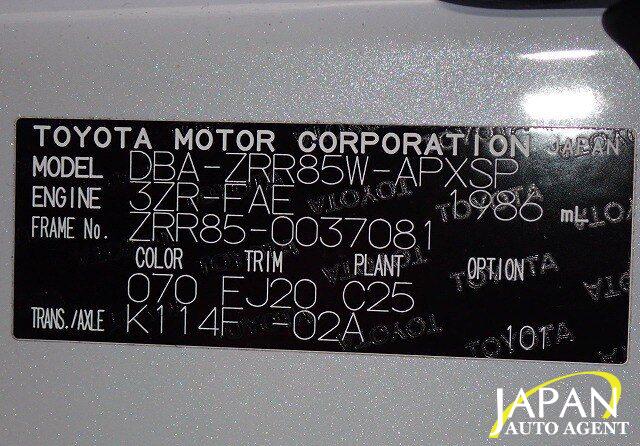 TOYOTA MOTOR CORPORATION JAPAN
MODEL DBA-ZRR85W-APXSP
ENGINE 3ZR-FAE 1986 mL
FRAME No. ZRR85-0037081
COLOR TRIM PLANT OPTION
070 FJ20 C25
TRANS./AXLE K114F -02A 101
JAPAN
AUTO AGENT